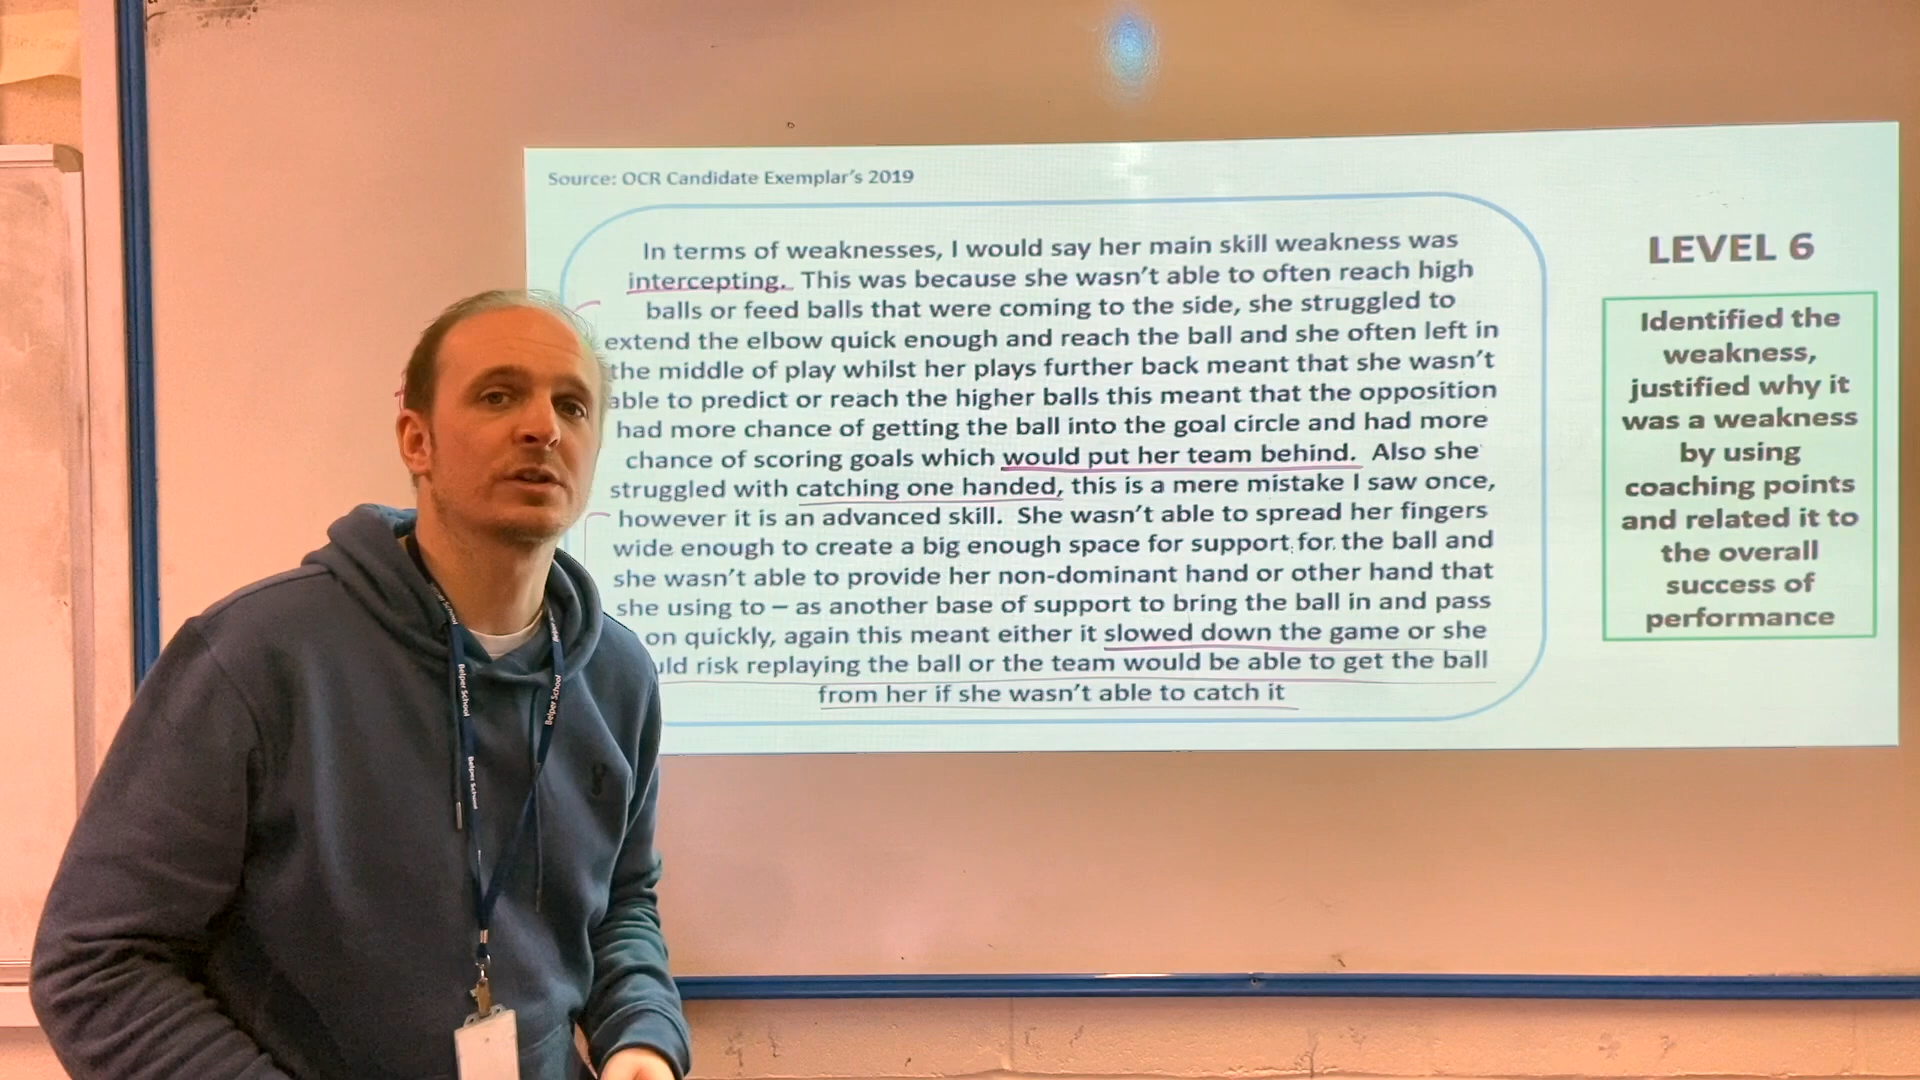 Source: OCR Candidate Exemplar's 2019
In terms of weaknesses, I would say her main skill weakness was
intercepting. This was because she wasn't able to often reach high
balls or feed balls that were coming to the side, she struggled to
extend the elbow quick enough and reach the ball and she often left in
the middle of play whilst her plays further back meant that she wasn't
able to predict or reach the higher balls this meant that the opposition
had more chance of getting the ball into the goal circle and had more
chance of scoring goals which would put her team behind. Also she
struggled with catching one handed, this is a mere mistake I saw once,
however it is an advanced skill. She wasn't able to spread her fingers
wide enough to create a big enough space for support for the ball and
she wasn't able to provide her non-dominant hand or other hand that
she using to – as another base of support to bring the ball in and pass
on quickly, again this meant either it slowed down the game or she
risk replaying the ball or the team would be able to get the ball
from her if she wasn't able to catch it
LEVEL 6
Identified the
weakness,
justified why it
was a weakness
by using
coaching points
and related it to
the overall
success of
performance
Belper School
Belper School
Belper School